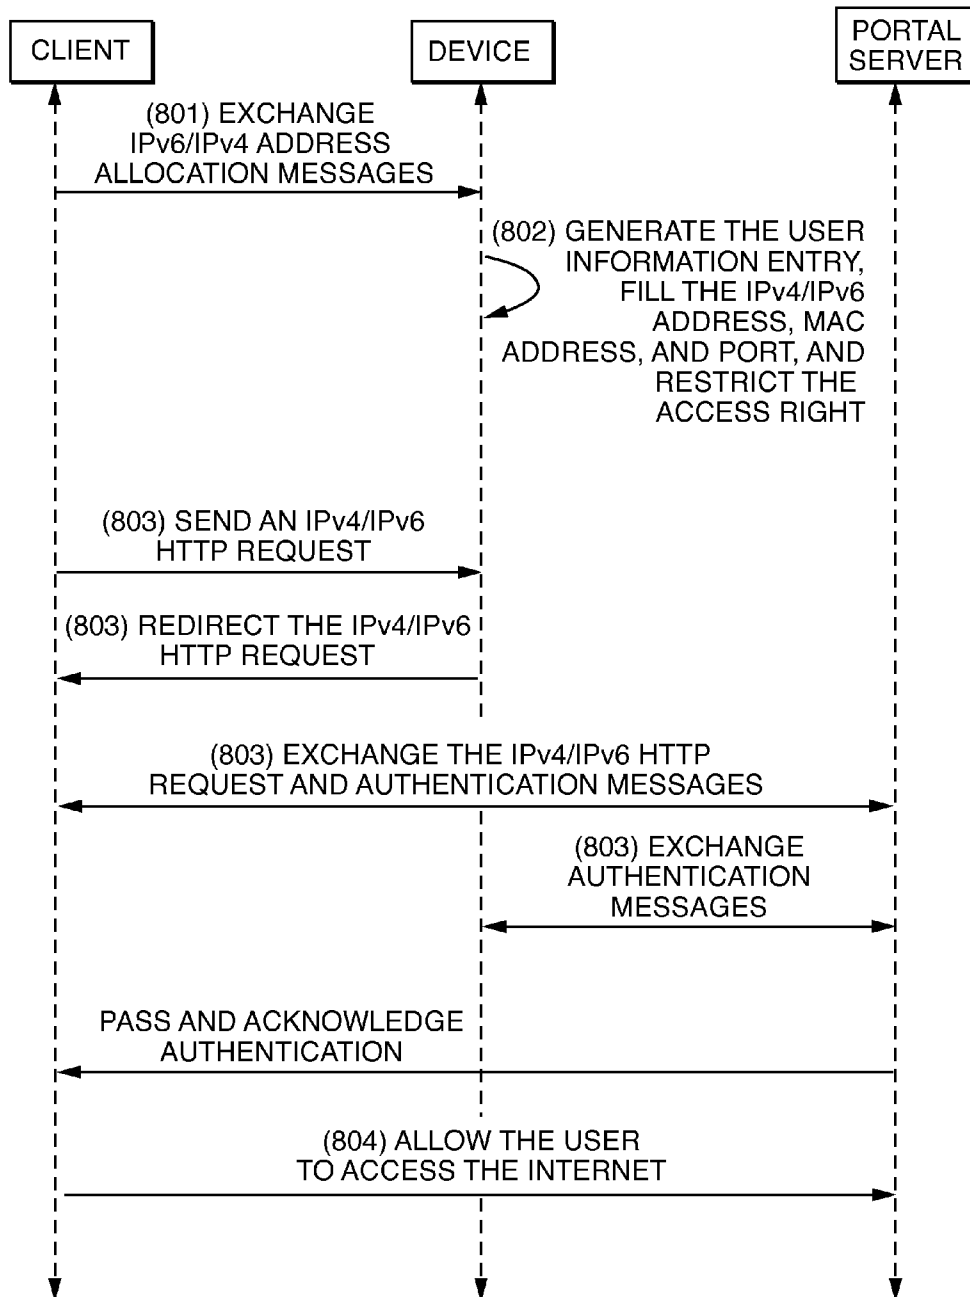 CLIENT
DEVICE
PORTAL
SERVER
(801) EXCHANGE
IPv6/IPv4 ADDRESS
ALLOCATION MESSAGES
(802) GENERATE THE USER
INFORMATION ENTRY,
FILL THE IPv4/IPv6
ADDRESS, MAC
ADDRESS, AND PORT, AND
RESTRICT THE
ACCESS RIGHT
(803) SEND AN IPv4/IPv6
HTTP REQUEST
(803) REDIRECT THE IPv4/IPv6
HTTP REQUEST
(803) EXCHANGE THE IPv4/IPv6 HTTP
REQUEST AND AUTHENTICATION MESSAGES
(803) EXCHANGE
AUTHENTICATION
MESSAGES
PASS AND ACKNOWLEDGE
AUTHENTICATION
(804) ALLOW THE USER
TO ACCESS THE INTERNET